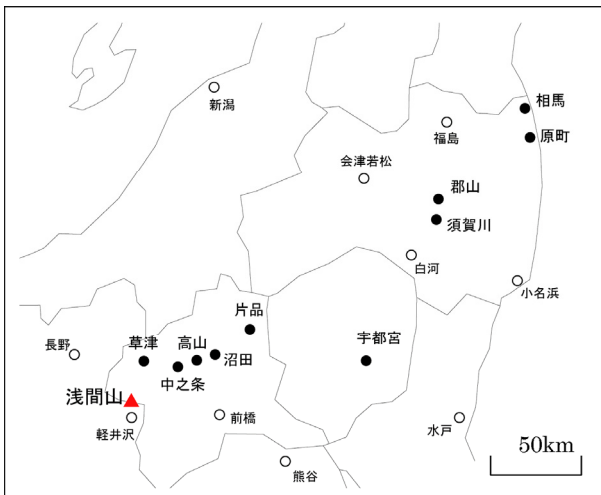 新潟
相馬
福島
原町
会津若松
郡山
須賀川
白河
小名浜
片品
長野
草津
高山
沼田
宇都宮
中之条
浅間山
軽井沢
前橋
水戸
熊谷
50km